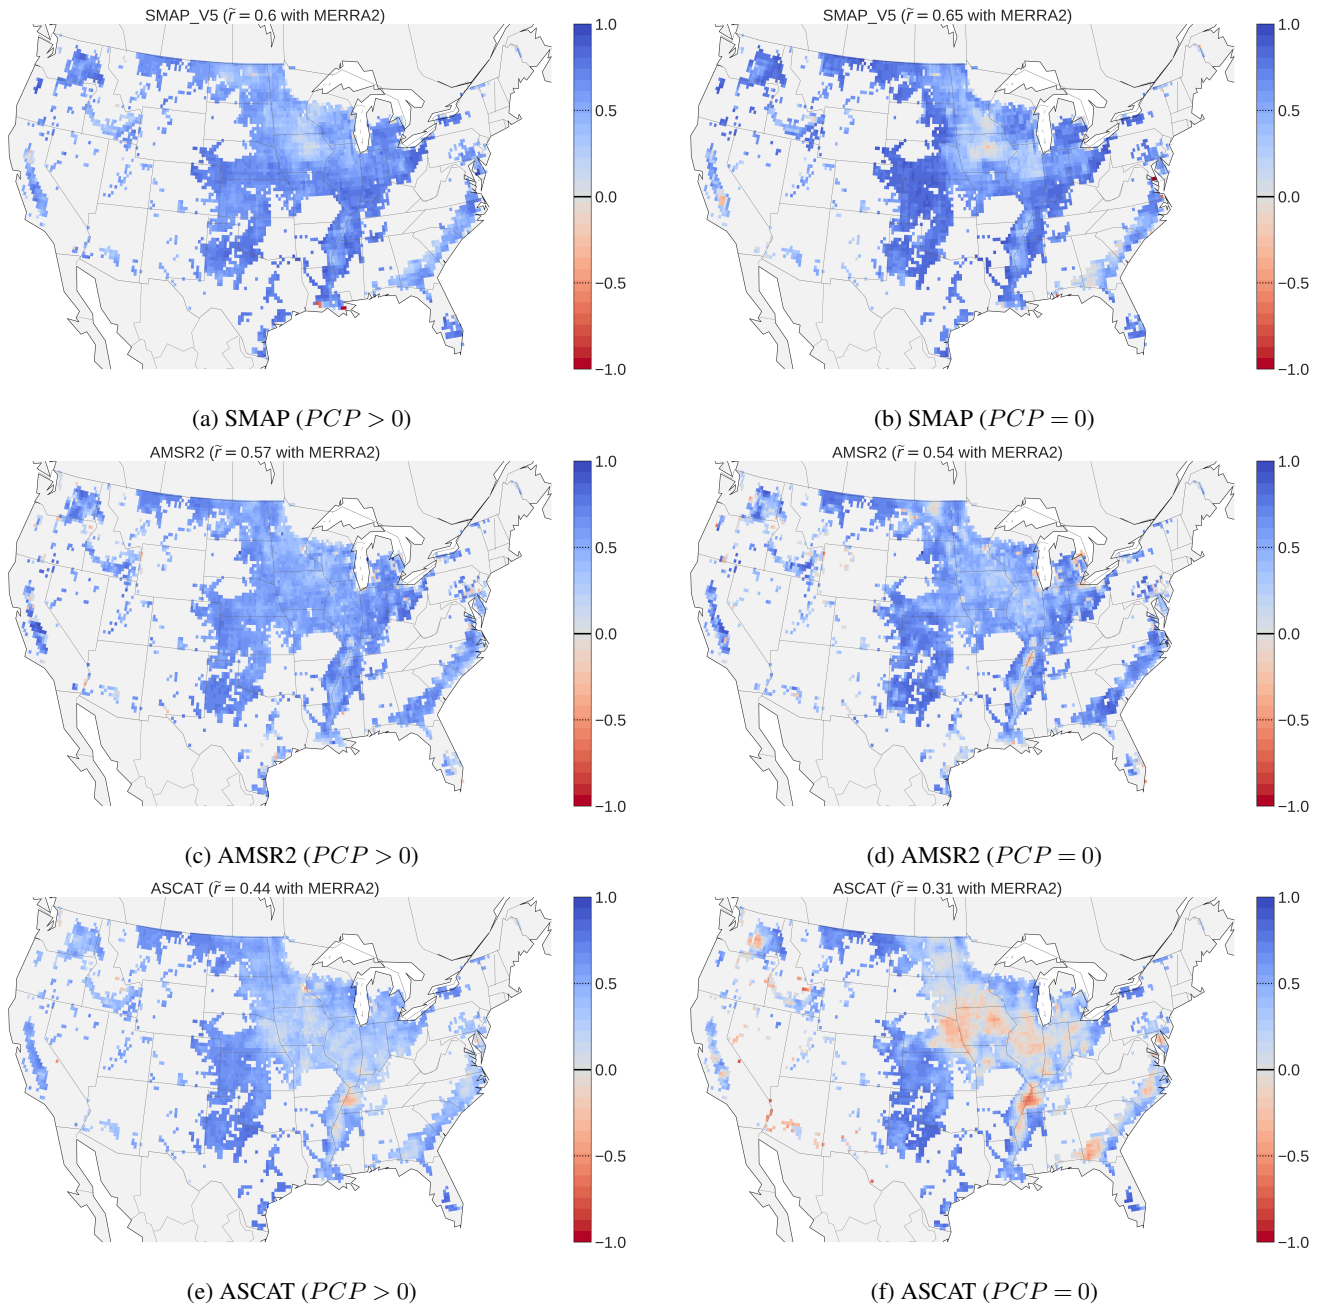 SMAP_V5 (r̃ = 0.6 with MERRA2)
1.0
0.5
0.0
−0.5
−1.0
(a) SMAP (PCP > 0)
SMAP_V5 (r̃ = 0.65 with MERRA2)
1.0
0.5
0.0
−0.5
−1.0
(b) SMAP (PCP = 0)
AMSR2 (r̃ = 0.57 with MERRA2)
1.0
0.5
0.0
−0.5
−1.0
(c) AMSR2 (PCP > 0)
AMSR2 (r̃ = 0.54 with MERRA2)
1.0
0.5
0.0
−0.5
−1.0
(d) AMSR2 (PCP = 0)
ASCAT (r̃ = 0.44 with MERRA2)
1.0
0.5
0.0
−0.5
−1.0
(e) ASCAT (PCP > 0)
ASCAT (r̃ = 0.31 with MERRA2)
1.0
0.5
0.0
−0.5
−1.0
(f) ASCAT (PCP = 0)